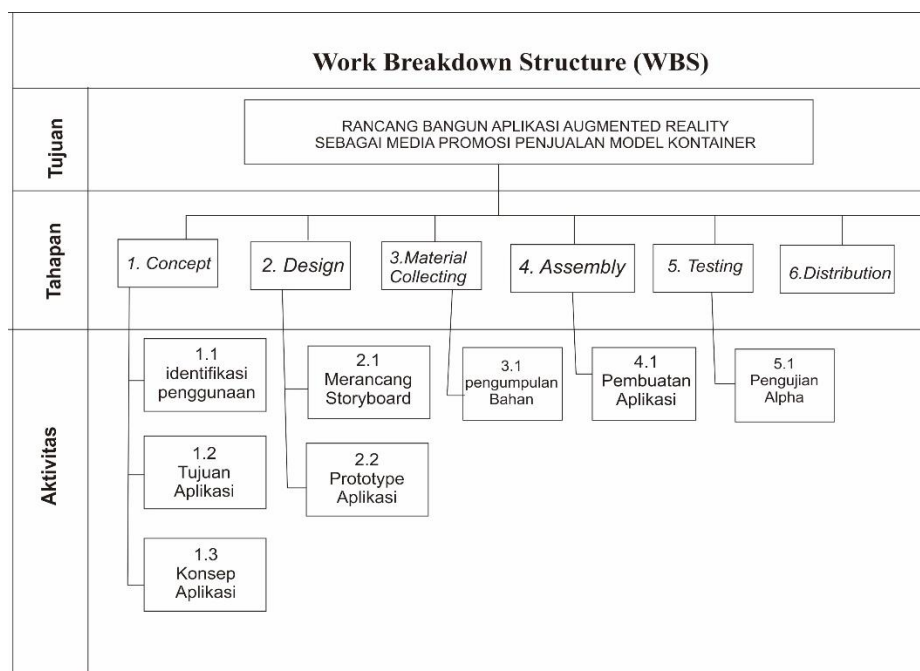 Work Breakdown Structure (WBS)
Tujuan
RANCANG BANGUN APLIKASI AUGMENTED REALITY
SEBAGAI MEDIA PROMOSI PENJUALAN MODEL KONTAINER
Tahapan
1. Concept
2. Design
3.Material
Collecting
4. Assembly
5. Testing
6.Distribution
Aktivitas
1.1
identifikasi
penggunaan
1.2
Tujuan
Aplikasi
1.3
Konsep
Aplikasi
2.1
Merancang
Storyboard
2.2
Prototype
Aplikasi
3.1
pengumpulan
Bahan
4.1
Pembuatan
Aplikasi
5.1
Pengujian
Alpha